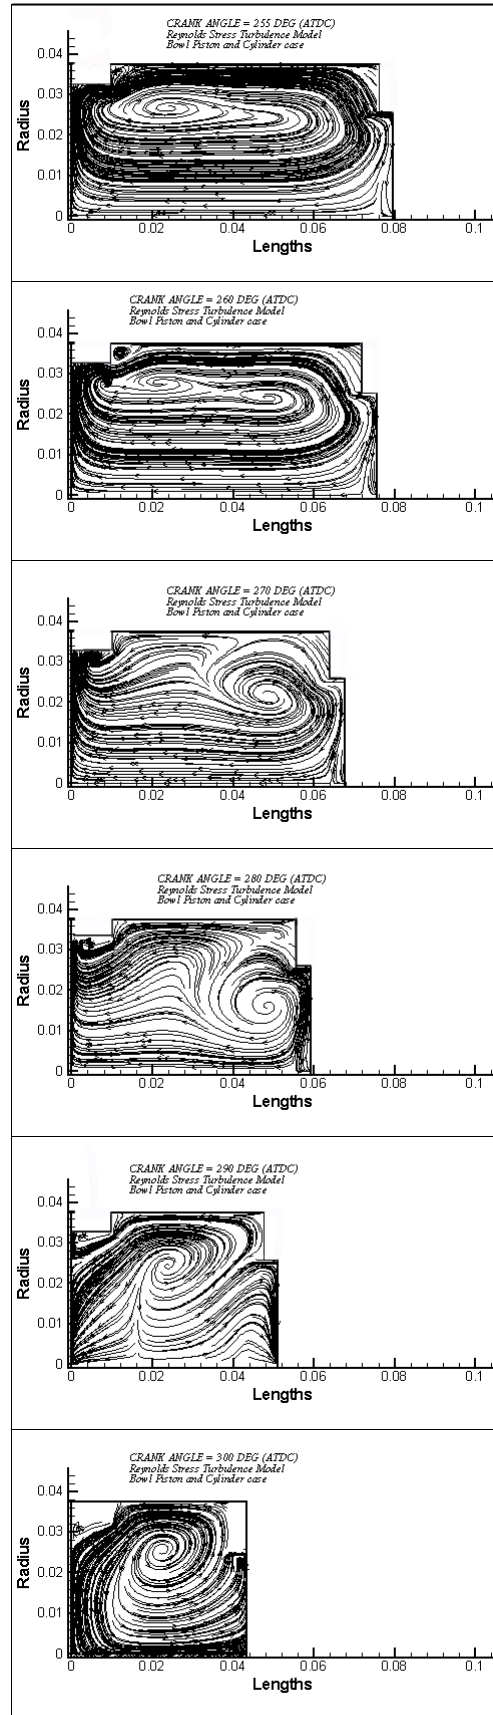 CRANK ANGLE = 255 DEG (ATDC)
Reynolds Stress Turbulence Model
Bowl Piston and Cylinder case
0.04
0.03
0.02
0.01
0
Radius
0 0.02 0.04 0.06 0.08 0.1
Lengths
CRANK ANGLE = 260 DEG (ATDC)
Reynolds Stress Turbulence Model
Bowl Piston and Cylinder case
0.04
0.03
0.02
0.01
0
Radius
0 0.02 0.04 0.06 0.08 0.1
Lengths
CRANK ANGLE = 270 DEG (ATDC)
Reynolds Stress Turbulence Model
Bowl Piston and Cylinder case
0.04
0.03
0.02
0.01
0
Radius
0 0.02 0.04 0.06 0.08 0.1
Lengths
CRANK ANGLE = 280 DEG (ATDC)
Reynolds Stress Turbulence Model
Bowl Piston and Cylinder case
0.04
0.03
0.02
0.01
0
Radius
0 0.02 0.04 0.06 0.08 0.1
Lengths
CRANK ANGLE = 290 DEG (ATDC)
Reynolds Stress Turbulence Model
Bowl Piston and Cylinder case
0.04
0.03
0.02
0.01
0
Radius
0 0.02 0.04 0.06 0.08 0.1
Lengths
CRANK ANGLE = 300 DEG (ATDC)
Reynolds Stress Turbulence Model
Bowl Piston and Cylinder case
0.04
0.03
0.02
0.01
0
Radius
0 0.02 0.04 0.06 0.08 0.1
Lengths